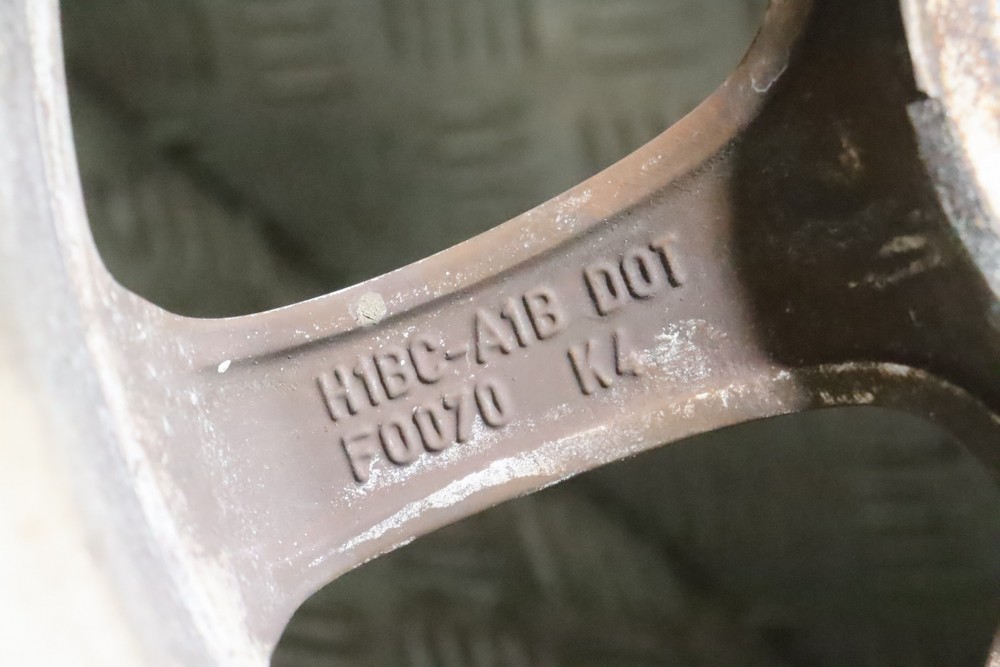 H1BC-A1B DOT
F0070 K4